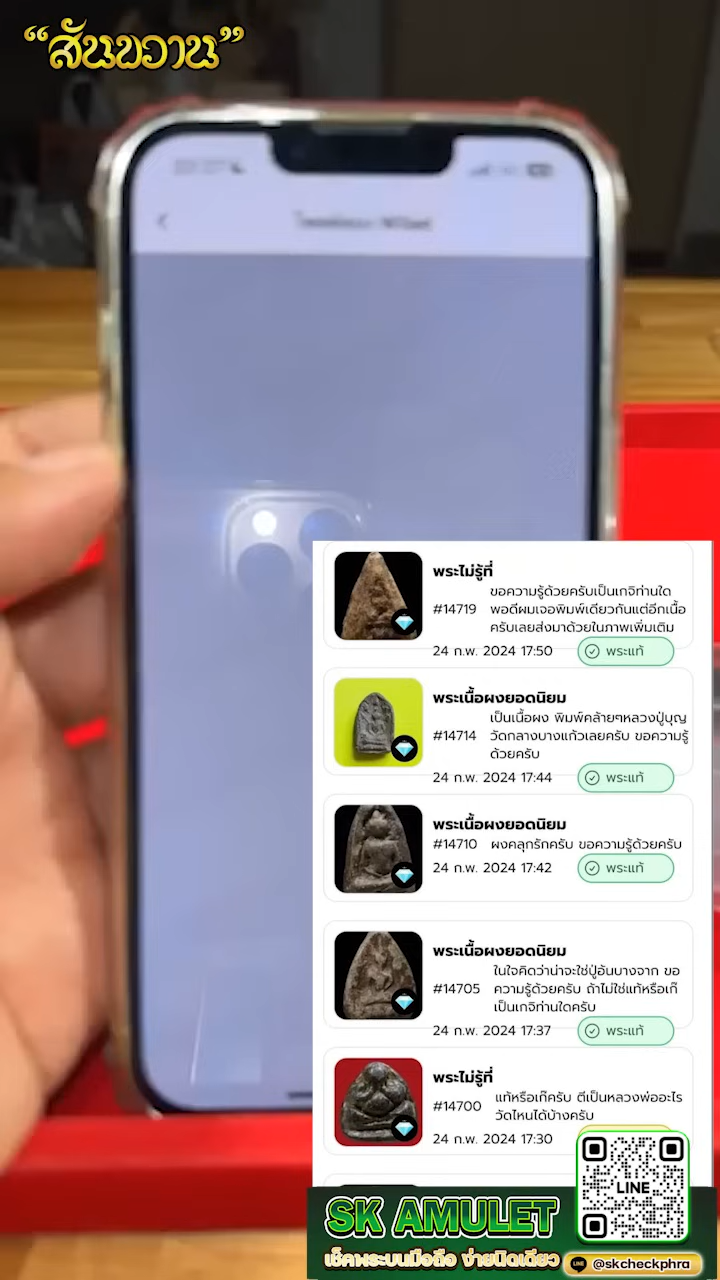 “สันขวาน”
พระไม่รู้ที่
ขอความรู้ด้วยครับเป็นเกจิท่านใด
#14719 พอดีผมเจอพิมพ์เดียวกันแต่อีกเนื้อ
ครับเลยส่งมาด้วยในภาพเพิ่มเติม
24 ก.พ. 2024 17:50 พระแท้
พระเนื้อผงยอดนิยม
เป็นเนื้อผง พิมพ์คล้ายๆหลวงปู่บุญ
#14714 วัดกลางบางแก้วเลยครับ ขอความรู้
ด้วยครับ
24 ก.พ. 2024 17:44 พระแท้
พระเนื้อผงยอดนิยม
#14710 ผงคลุกรักครับ ขอความรู้ด้วยครับ
24 ก.พ. 2024 17:42 พระแท้
พระเนื้อผงยอดนิยม
ในใจคิดว่าน่าจะใช่ปู่อ้นบางจาก ขอ
#14705 ความรู้ด้วยครับ ถ้าไม่ใช่แท้หรือเก๊
เป็นเกจิท่านใดครับ
24 ก.พ. 2024 17:37 พระแท้
พระไม่รู้ที่
แท้หรือเก๊ครับ ตีเป็นหลวงพ่ออะไร
#14700 วัดไหนได้บ้างครับ
24 ก.พ. 2024 17:30
LINE
SK AMULET
เช็คพระบนมือถือ ง่ายนิดเดียว
LINE @skcheckphra